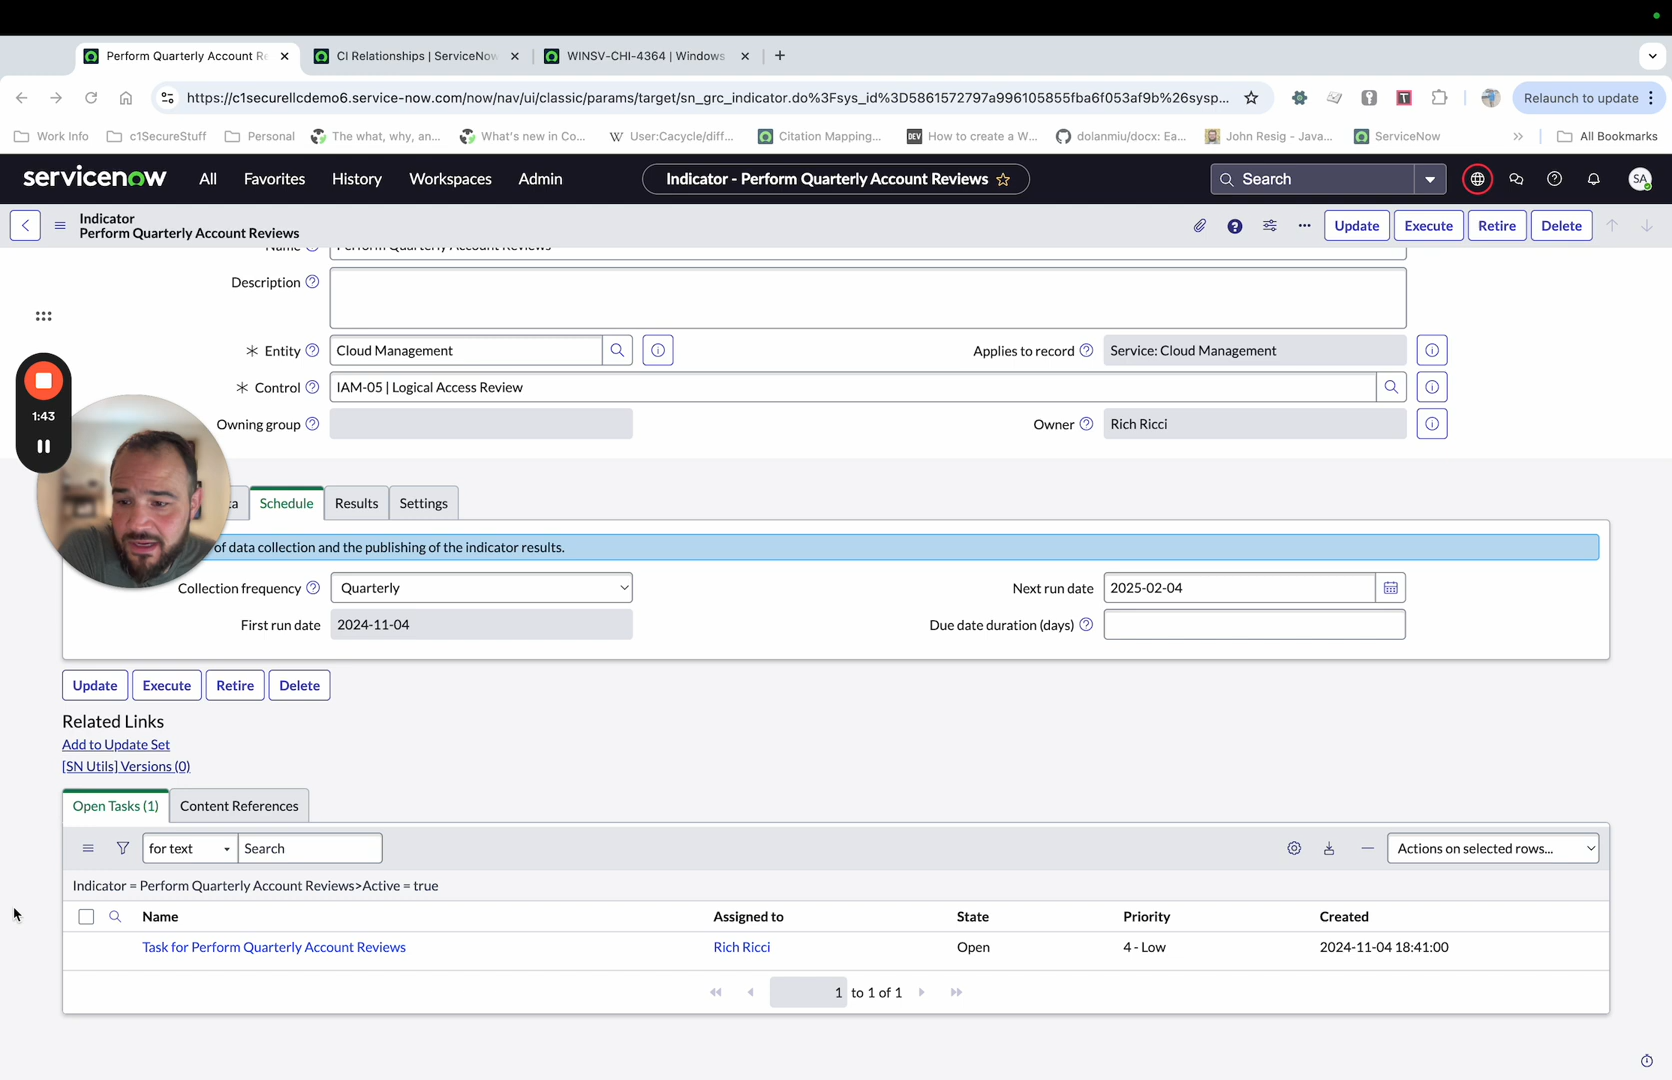 Perform Quarterly Account Re
CI Relationships | ServiceNow
WINSV-CHI-4364 | Windows
https://c1securellcdemo6.service-now.com/now/nav/ui/classic/params/target/sn_grc_indicator.do%3Fsys_id%3D5861572797a996105855fba6f053af9b%26sysp...
Relaunch to update
Work Info
c1SecureStuff
Personal
The what, why, an...
What's new in Co...
User:Cacycle/diff...
Citation Mapping...
DEV How to create a W...
dolanmiu/docx: Ea...
John Resig - Java...
ServiceNow
All Bookmarks
servicenow
All
Favorites
History
Workspaces
Admin
Indicator - Perform Quarterly Account Reviews
Search
SA
Indicator
Perform Quarterly Account Reviews
Update
Execute
Retire
Delete
Name
Perform Quarterly Account Reviews
Description
Entity
Cloud Management
Applies to record
Service: Cloud Management
Control
IAM-05 | Logical Access Review
1:43
Owning group
Owner
Rich Ricci
ta
Schedule
Results
Settings
of data collection and the publishing of the indicator results.
Collection frequency
Quarterly
Next run date
2025-02-04
First run date
2024-11-04
Due date duration (days)
Update
Execute
Retire
Delete
Related Links
Add to Update Set
[SN Utils] Versions (0)
Open Tasks (1)
Content References
for text
Search
Actions on selected rows...
Indicator = Perform Quarterly Account Reviews>Active = true
Name
Assigned to
State
Priority
Created
Task for Perform Quarterly Account Reviews
Rich Ricci
Open
4 - Low
2024-11-04 18:41:00
1 to 1 of 1